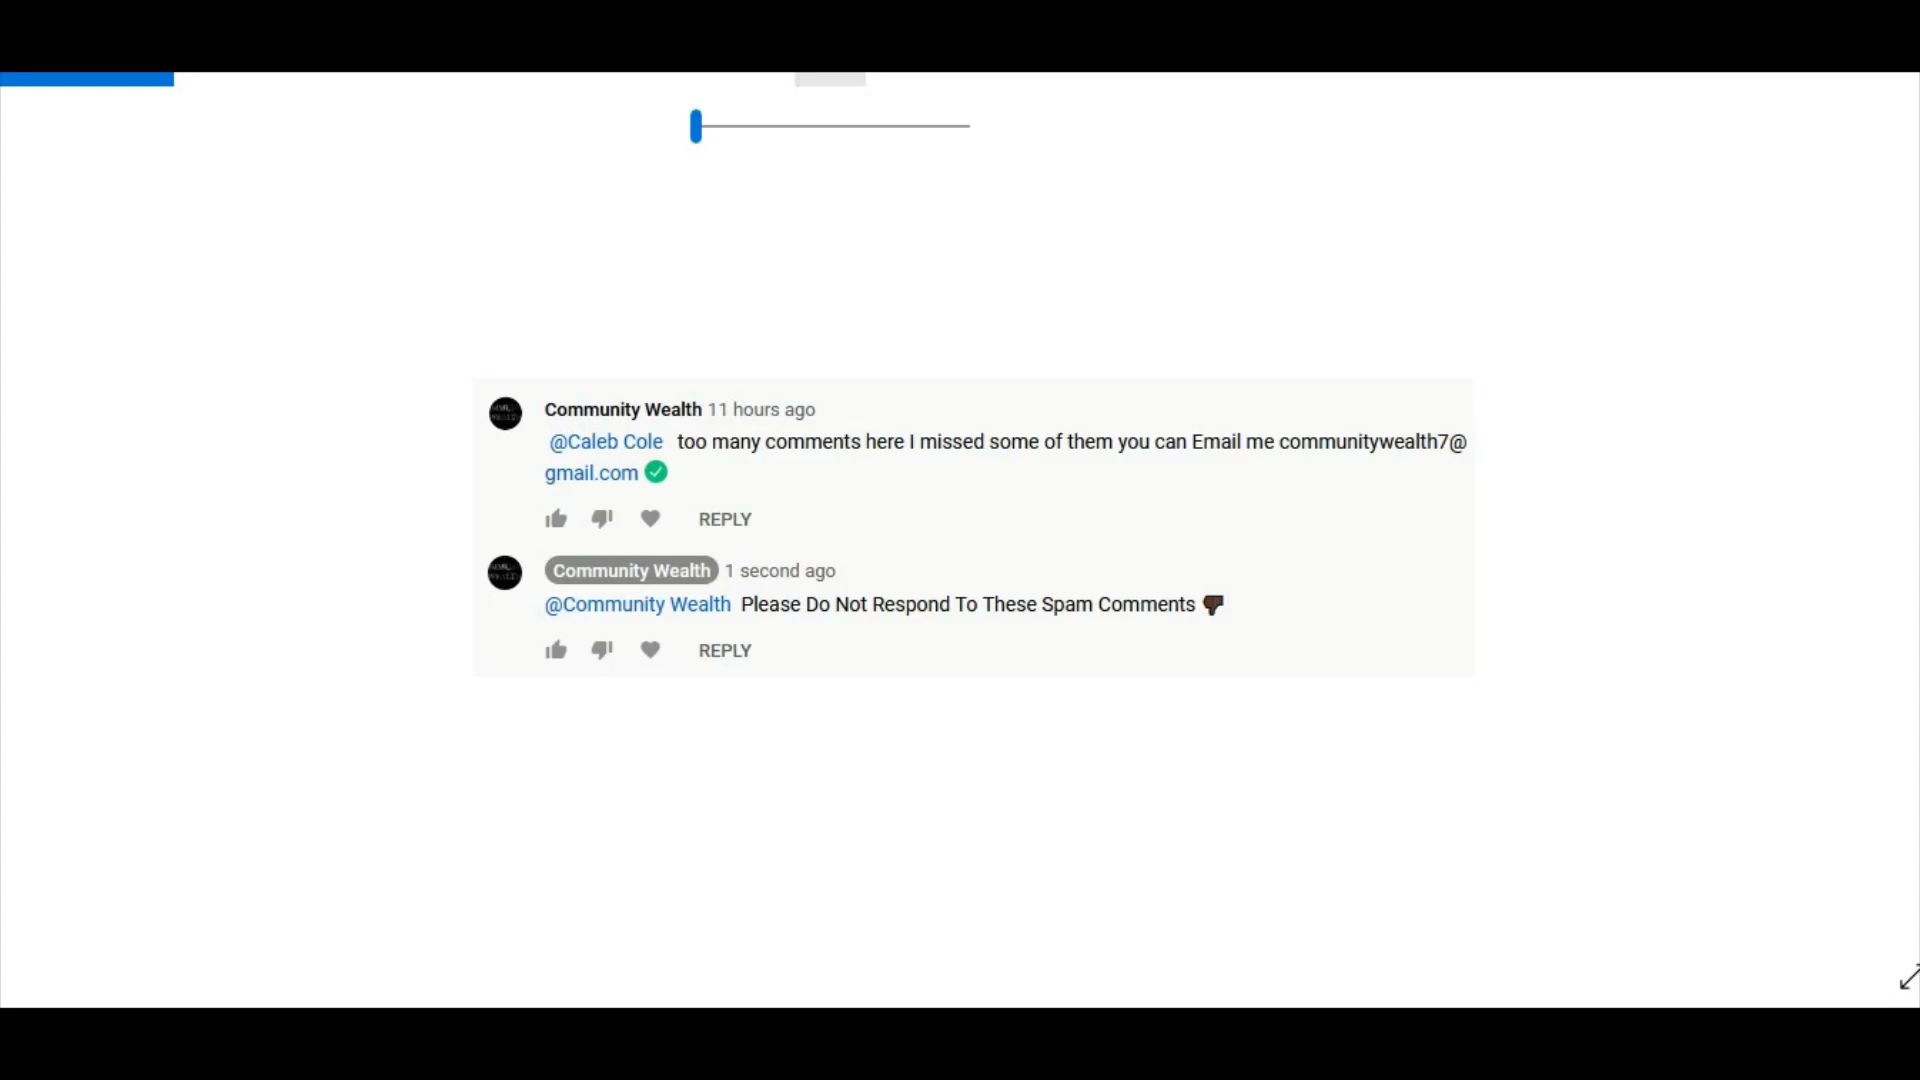 Community Wealth 11 hours ago
@Caleb Cole too many comments here I missed some of them you can Email me communitywealth7@
gmail.com
REPLY
Community Wealth 1 second ago
@Community Wealth Please Do Not Respond To These Spam Comments
REPLY